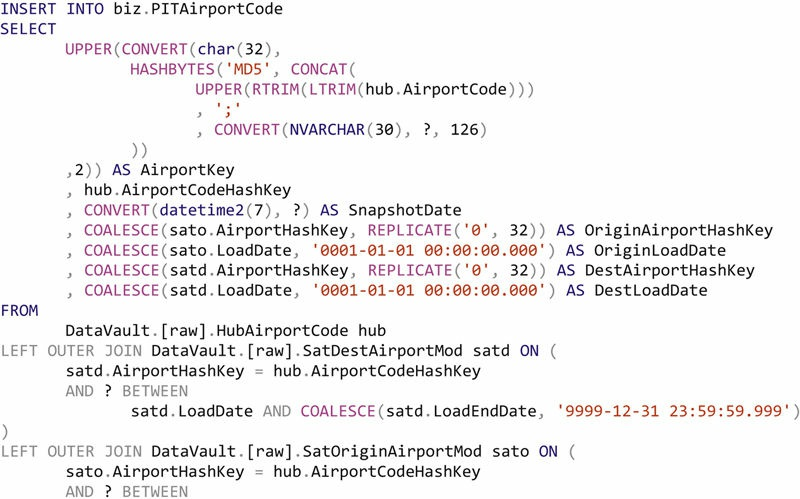 INSERT INTO biz.PITAirportCode
SELECT
UPPER(CONVERT(char(32),
HASHBYTES('MD5', CONCAT(
UPPER(RTRIM(LTRIM(hub.AirportCode)))
, ';'
, CONVERT(NVARCHAR(30), ?, 126)
))
,2)) AS AirportKey
, hub.AirportCodeHashKey
, CONVERT(datetime2(7), ?) AS SnapshotDate
, COALESCE(sato.AirportHashKey, REPLICATE('0', 32)) AS OriginAirportHashKey
, COALESCE(sato.LoadDate, '0001-01-01 00:00:00.000') AS OriginLoadDate
, COALESCE(satd.AirportHashKey, REPLICATE('0', 32)) AS DestAirportHashKey
, COALESCE(satd.LoadDate, '0001-01-01 00:00:00.000') AS DestLoadDate
FROM
DataVault.[raw].HubAirportCode hub
LEFT OUTER JOIN DataVault.[raw].SatDestAirportMod satd ON (
satd.AirportHashKey = hub.AirportCodeHashKey
AND ? BETWEEN
satd.LoadDate AND COALESCE(satd.LoadEndDate, '9999-12-31 23:59:59.999')
)
LEFT OUTER JOIN DataVault.[raw].SatOriginAirportMod sato ON (
sato.AirportHashKey = hub.AirportCodeHashKey
AND ? BETWEEN